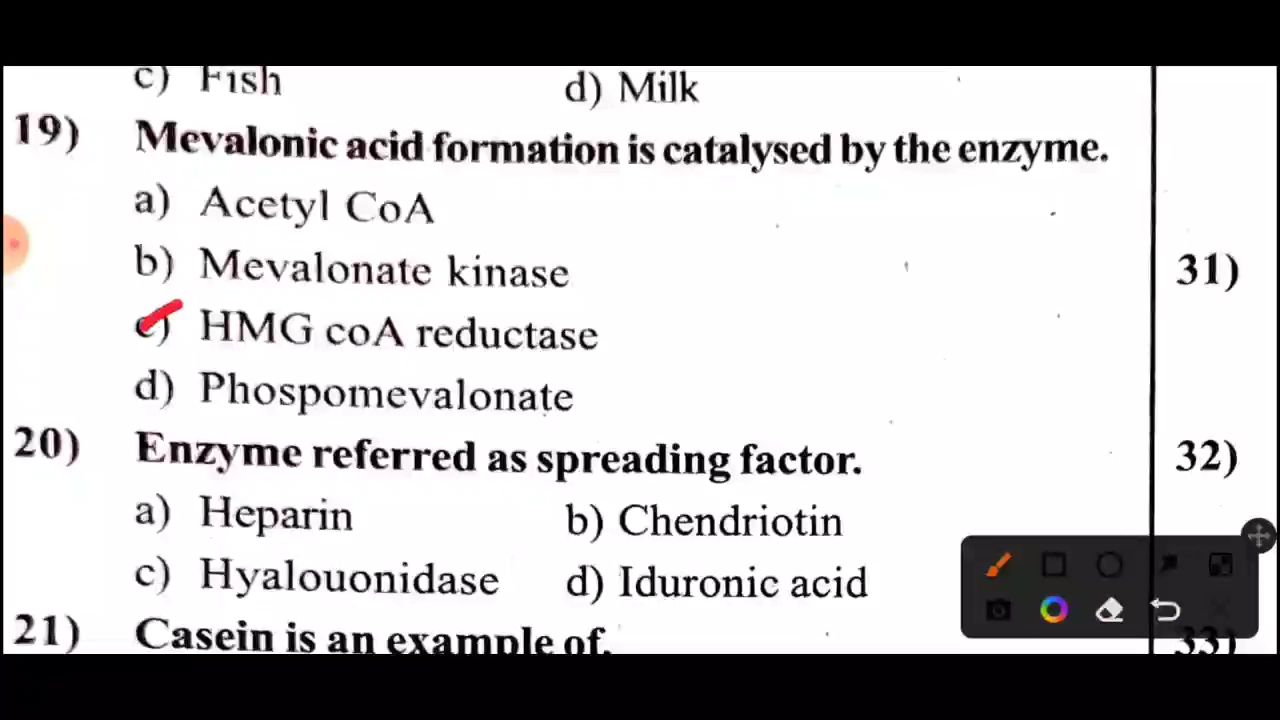 c) Fish d) Milk
19) Mevalonic acid formation is catalysed by the enzyme.
a) Acetyl CoA
b) Mevalonate kinase 31)
c) HMG coA reductase
d) Phospomevalonate
20) Enzyme referred as spreading factor. 32)
a) Heparin b) Chendriotin
c) Hyalouonidase d) Iduronic acid
21) Casein is an example of. 33)